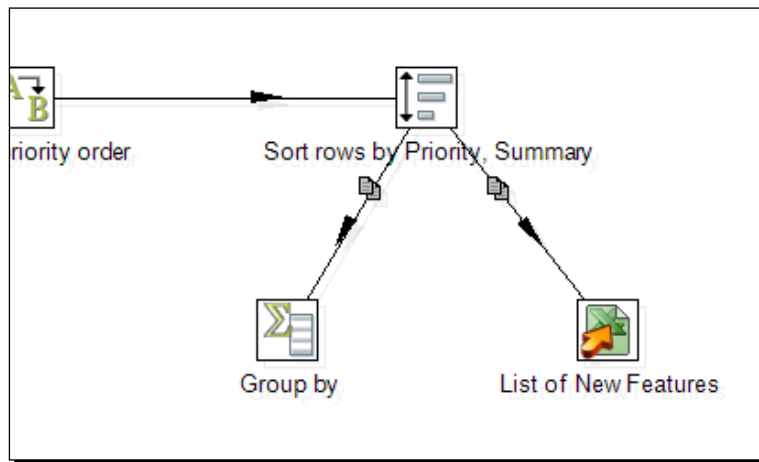 A
B
riority order
Sort rows by Priority, Summary
Group by
List of New Features